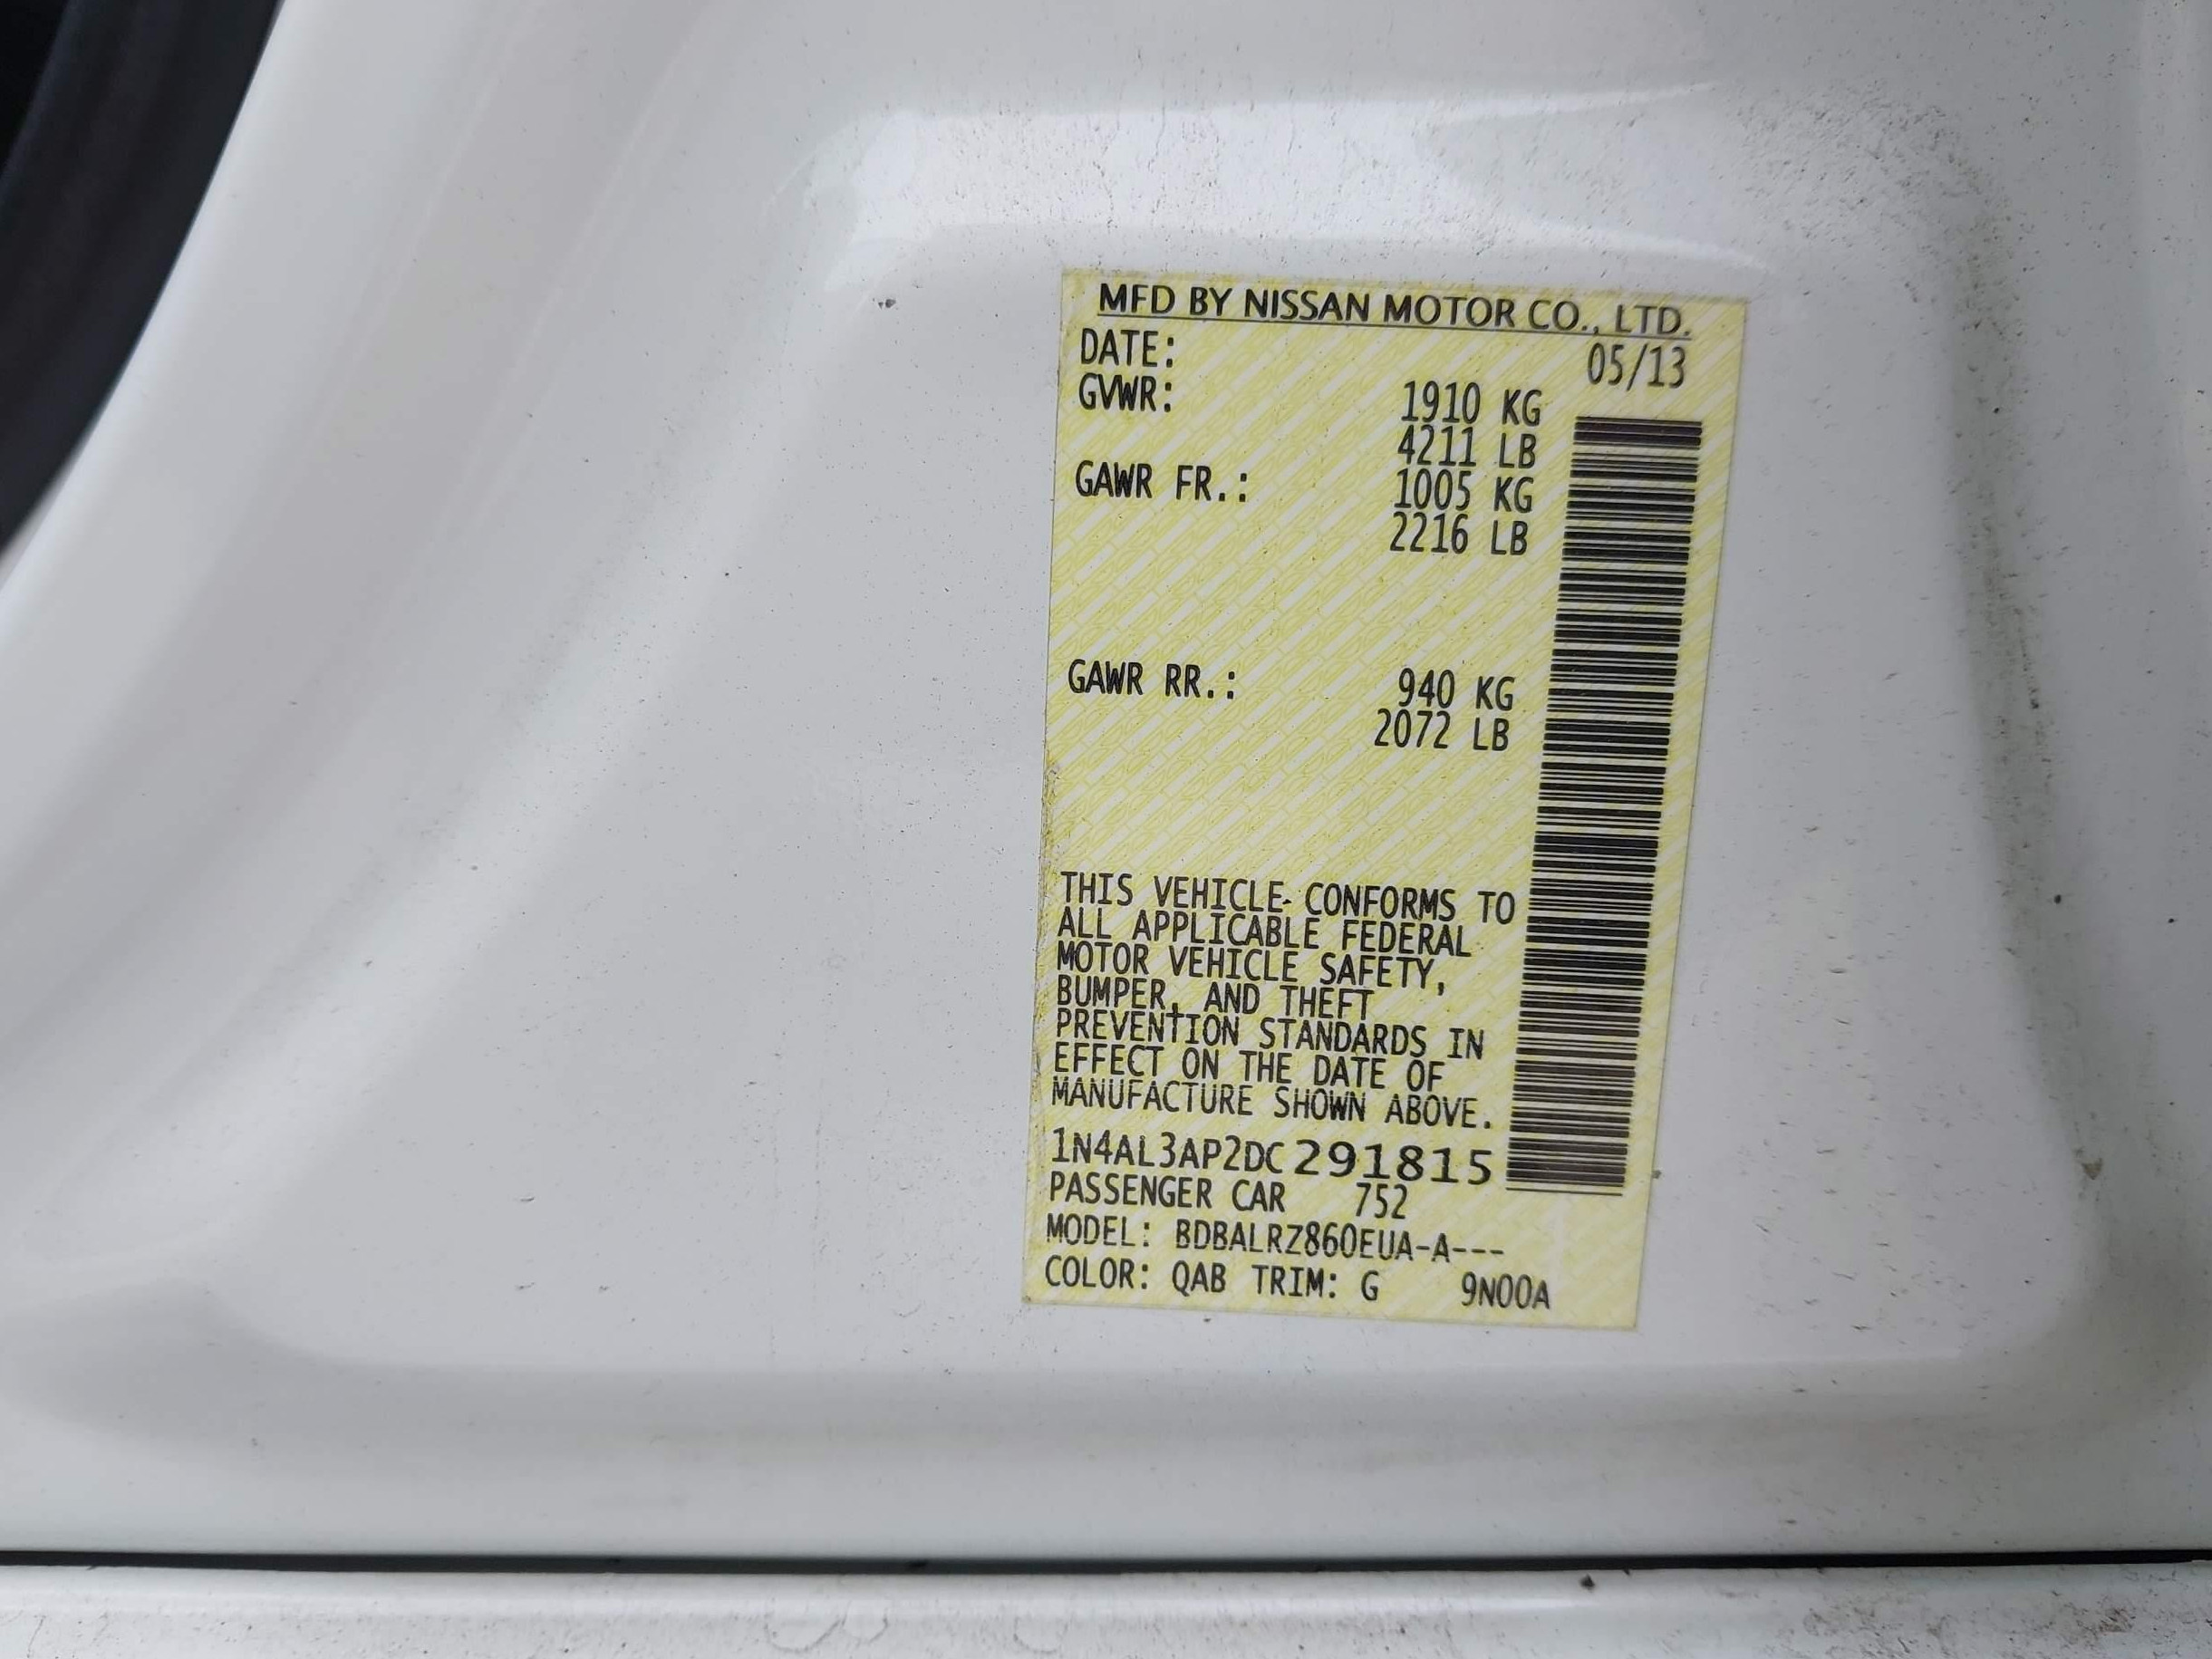 MFD BY NISSAN MOTOR CO., LTD.
DATE: 05/13
GVWR: 1910 KG
4211 LB
GAWR FR.: 1005 KG
2216 LB
GAWR RR.: 940 KG
2072 LB
THIS VEHICLE CONFORMS TO
ALL APPLICABLE FEDERAL
MOTOR VEHICLE SAFETY,
BUMPER, AND THEFT
PREVENTION STANDARDS IN
EFFECT ON THE DATE OF
MANUFACTURE SHOWN ABOVE.
1N4AL3AP2DC291815
PASSENGER CAR 752
MODEL: BDBALRZ860EUA-A---
COLOR: QAB TRIM: G 9N00A